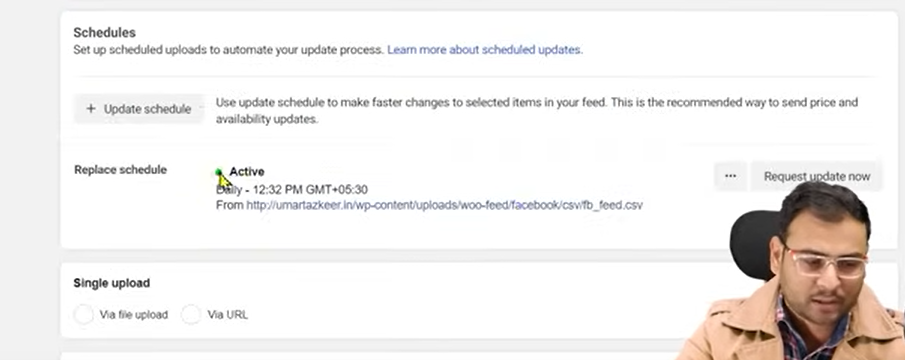 Schedules
Set up scheduled uploads to automate your update process. Learn more about scheduled updates.
+ Update schedule
Use update schedule to make faster changes to selected items in your feed. This is the recommended way to send price and
availability updates.
Replace schedule
Active
... Request update now
Daily - 12:32 PM GMT+05:30
From http://umartazkeer.in/wp-content/uploads/woo-feed/facebook/csv/fb_feed.csv
Single upload
Via file upload Via URL